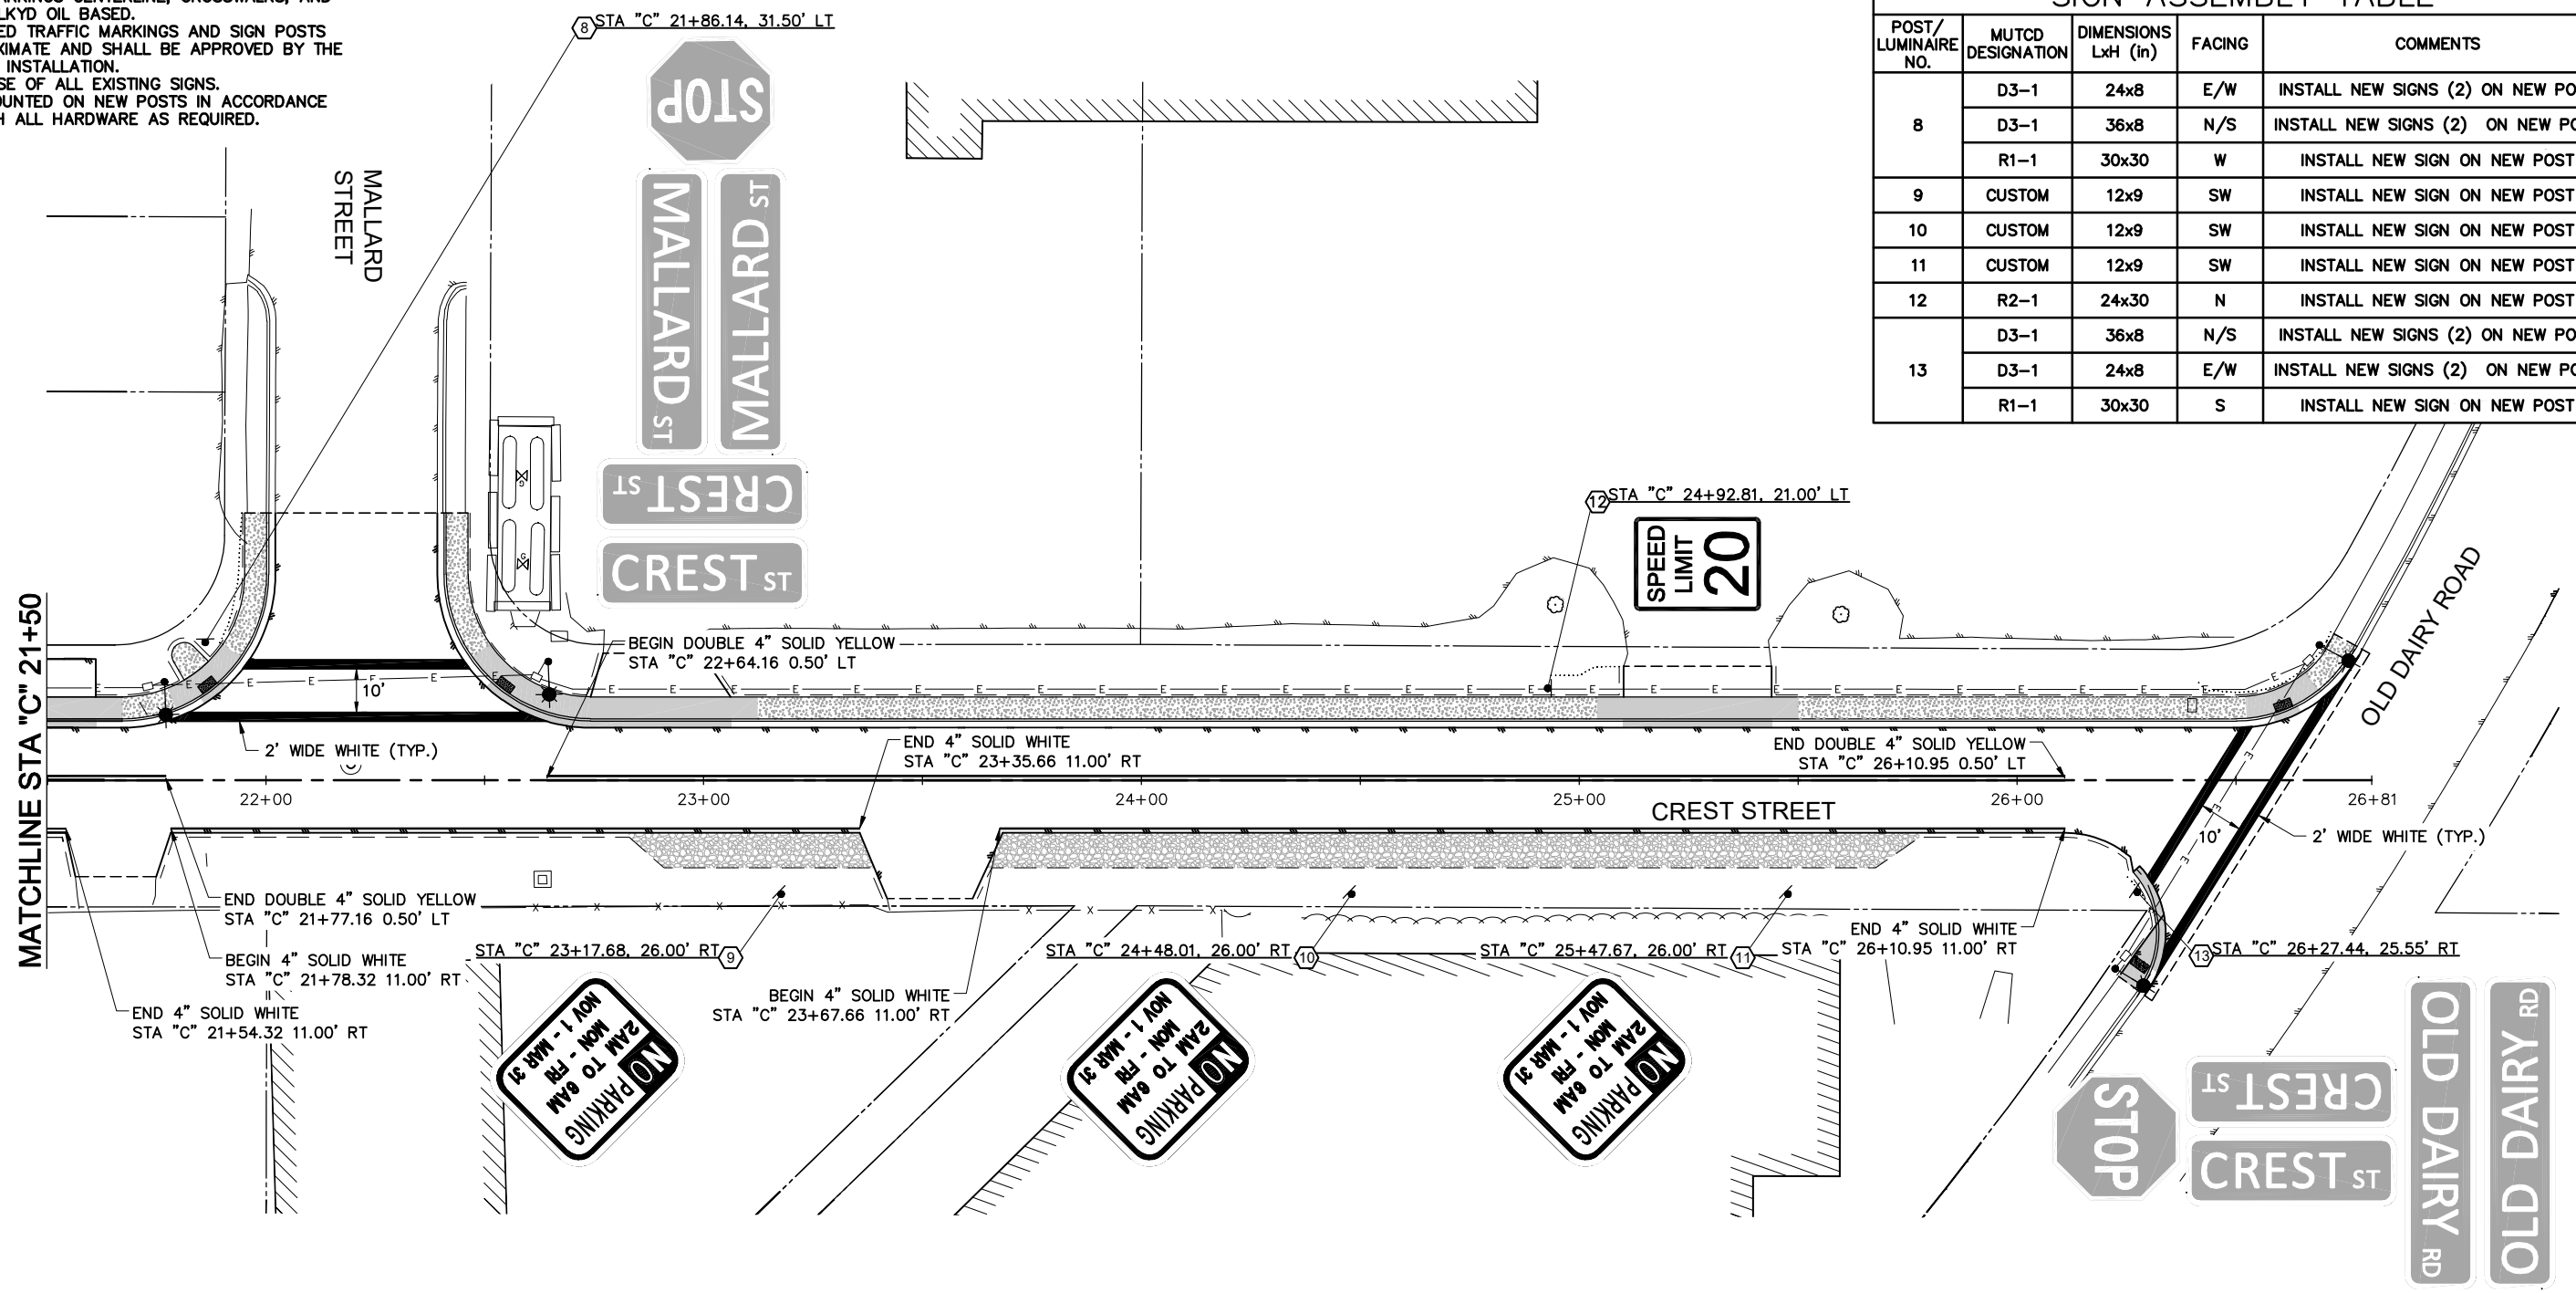 LKYD OIL BASED.
ED TRAFFIC MARKINGS AND SIGN POSTS
XIMATE AND SHALL BE APPROVED BY THE
INSTALLATION.
SE OF ALL EXISTING SIGNS.
OUNTED ON NEW POSTS IN ACCORDANCE
H ALL HARDWARE AS REQUIRED.
8 STA "C" 21+86.14, 31.50' LT
SIGN ASSEMBLY TABLE
POST/ LUMINAIRE NO. MUTCD DESIGNATION DIMENSIONS LxH (in) FACING COMMENTS
8 D3-1 24x8 E/W INSTALL NEW SIGNS (2) ON NEW PO
D3-1 36x8 N/S INSTALL NEW SIGNS (2) ON NEW PO
R1-1 30x30 W INSTALL NEW SIGN ON NEW POST
9 CUSTOM 12x9 SW INSTALL NEW SIGN ON NEW POST
10 CUSTOM 12x9 SW INSTALL NEW SIGN ON NEW POST
11 CUSTOM 12x9 SW INSTALL NEW SIGN ON NEW POST
12 R2-1 24x30 N INSTALL NEW SIGN ON NEW POST
13 D3-1 36x8 N/S INSTALL NEW SIGNS (2) ON NEW PO
D3-1 24x8 E/W INSTALL NEW SIGNS (2) ON NEW PO
R1-1 30x30 S INSTALL NEW SIGN ON NEW POST
MALLARD
STREET
STOP
MALLARD ST
MALLARD ST
CREST ST
CREST ST
12 STA "C" 24+92.81, 21.00' LT
SPEED
LIMIT
20
OLD DAIRY ROAD
MATCHLINE STA "C" 21+50
BEGIN DOUBLE 4" SOLID YELLOW
STA "C" 22+64.16 0.50' LT
10'
2' WIDE WHITE (TYP.)
END 4" SOLID WHITE
STA "C" 23+35.66 11.00' RT
END DOUBLE 4" SOLID YELLOW
STA "C" 26+10.95 0.50' LT
22+00
23+00
24+00
25+00
26+00
26+81
CREST STREET
10'
2' WIDE WHITE (TYP.)
END DOUBLE 4" SOLID YELLOW
STA "C" 21+77.16 0.50' LT
BEGIN 4" SOLID WHITE
STA "C" 21+78.32 11.00' RT
END 4" SOLID WHITE
STA "C" 21+54.32 11.00' RT
STA "C" 23+17.68, 26.00' RT 9
BEGIN 4" SOLID WHITE
STA "C" 23+67.66 11.00' RT
STA "C" 24+48.01, 26.00' RT 10
STA "C" 25+47.67, 26.00' RT 11
END 4" SOLID WHITE
STA "C" 26+10.95 11.00' RT
13 STA "C" 26+27.44, 25.55' RT
NO PARKING
2AM TO 6AM
MON - FRI
NOV 1 - MAR 31
NO PARKING
2AM TO 6AM
MON - FRI
NOV 1 - MAR 31
NO PARKING
2AM TO 6AM
MON - FRI
NOV 1 - MAR 31
STOP
CREST ST
CREST ST
OLD DAIRY RD
OLD DAIRY RD